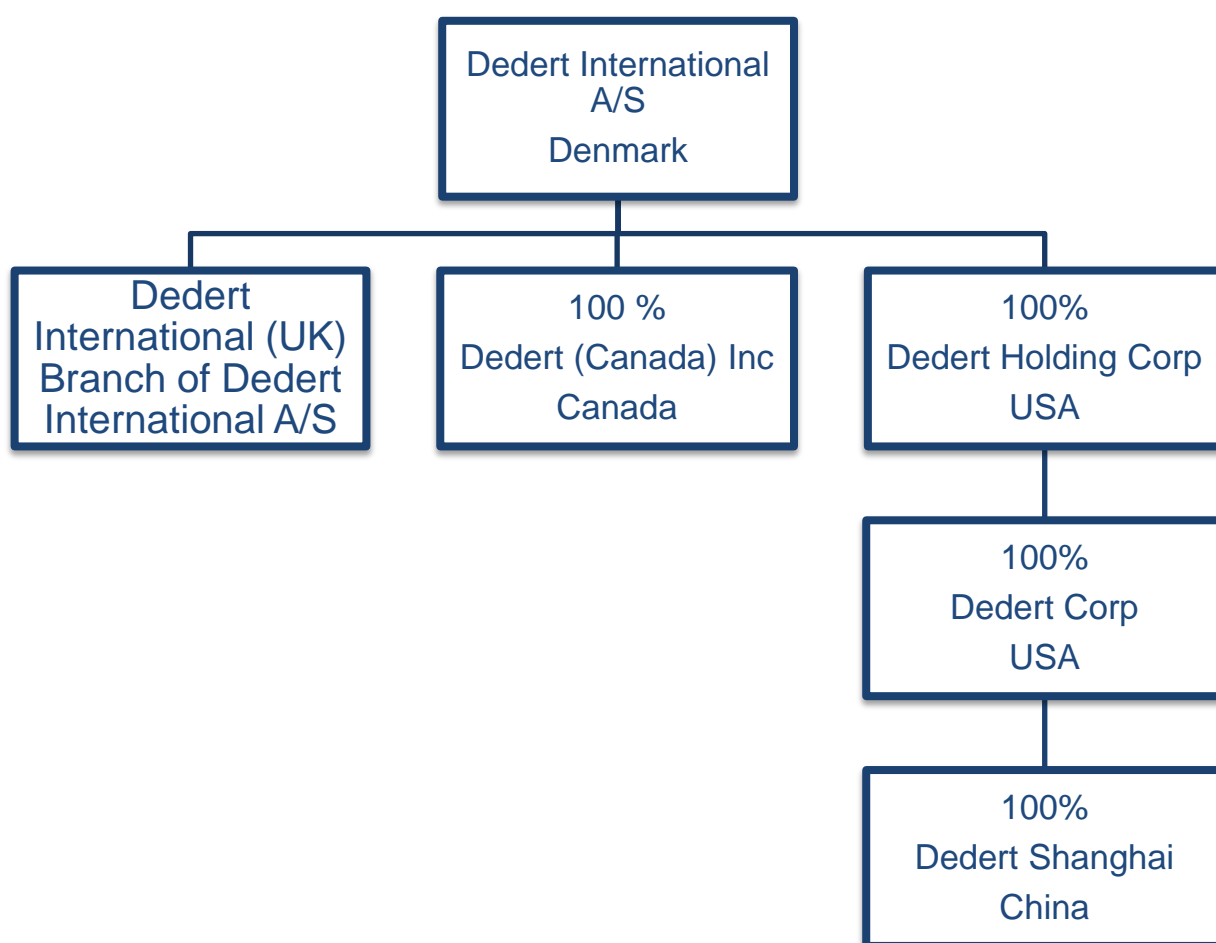 Dedert International
A/S
Denmark
Dedert
International (UK)
Branch of Dedert
International A/S
100 %
Dedert (Canada) Inc
Canada
100%
Dedert Holding Corp
USA
100%
Dedert Corp
USA
100%
Dedert Shanghai
China